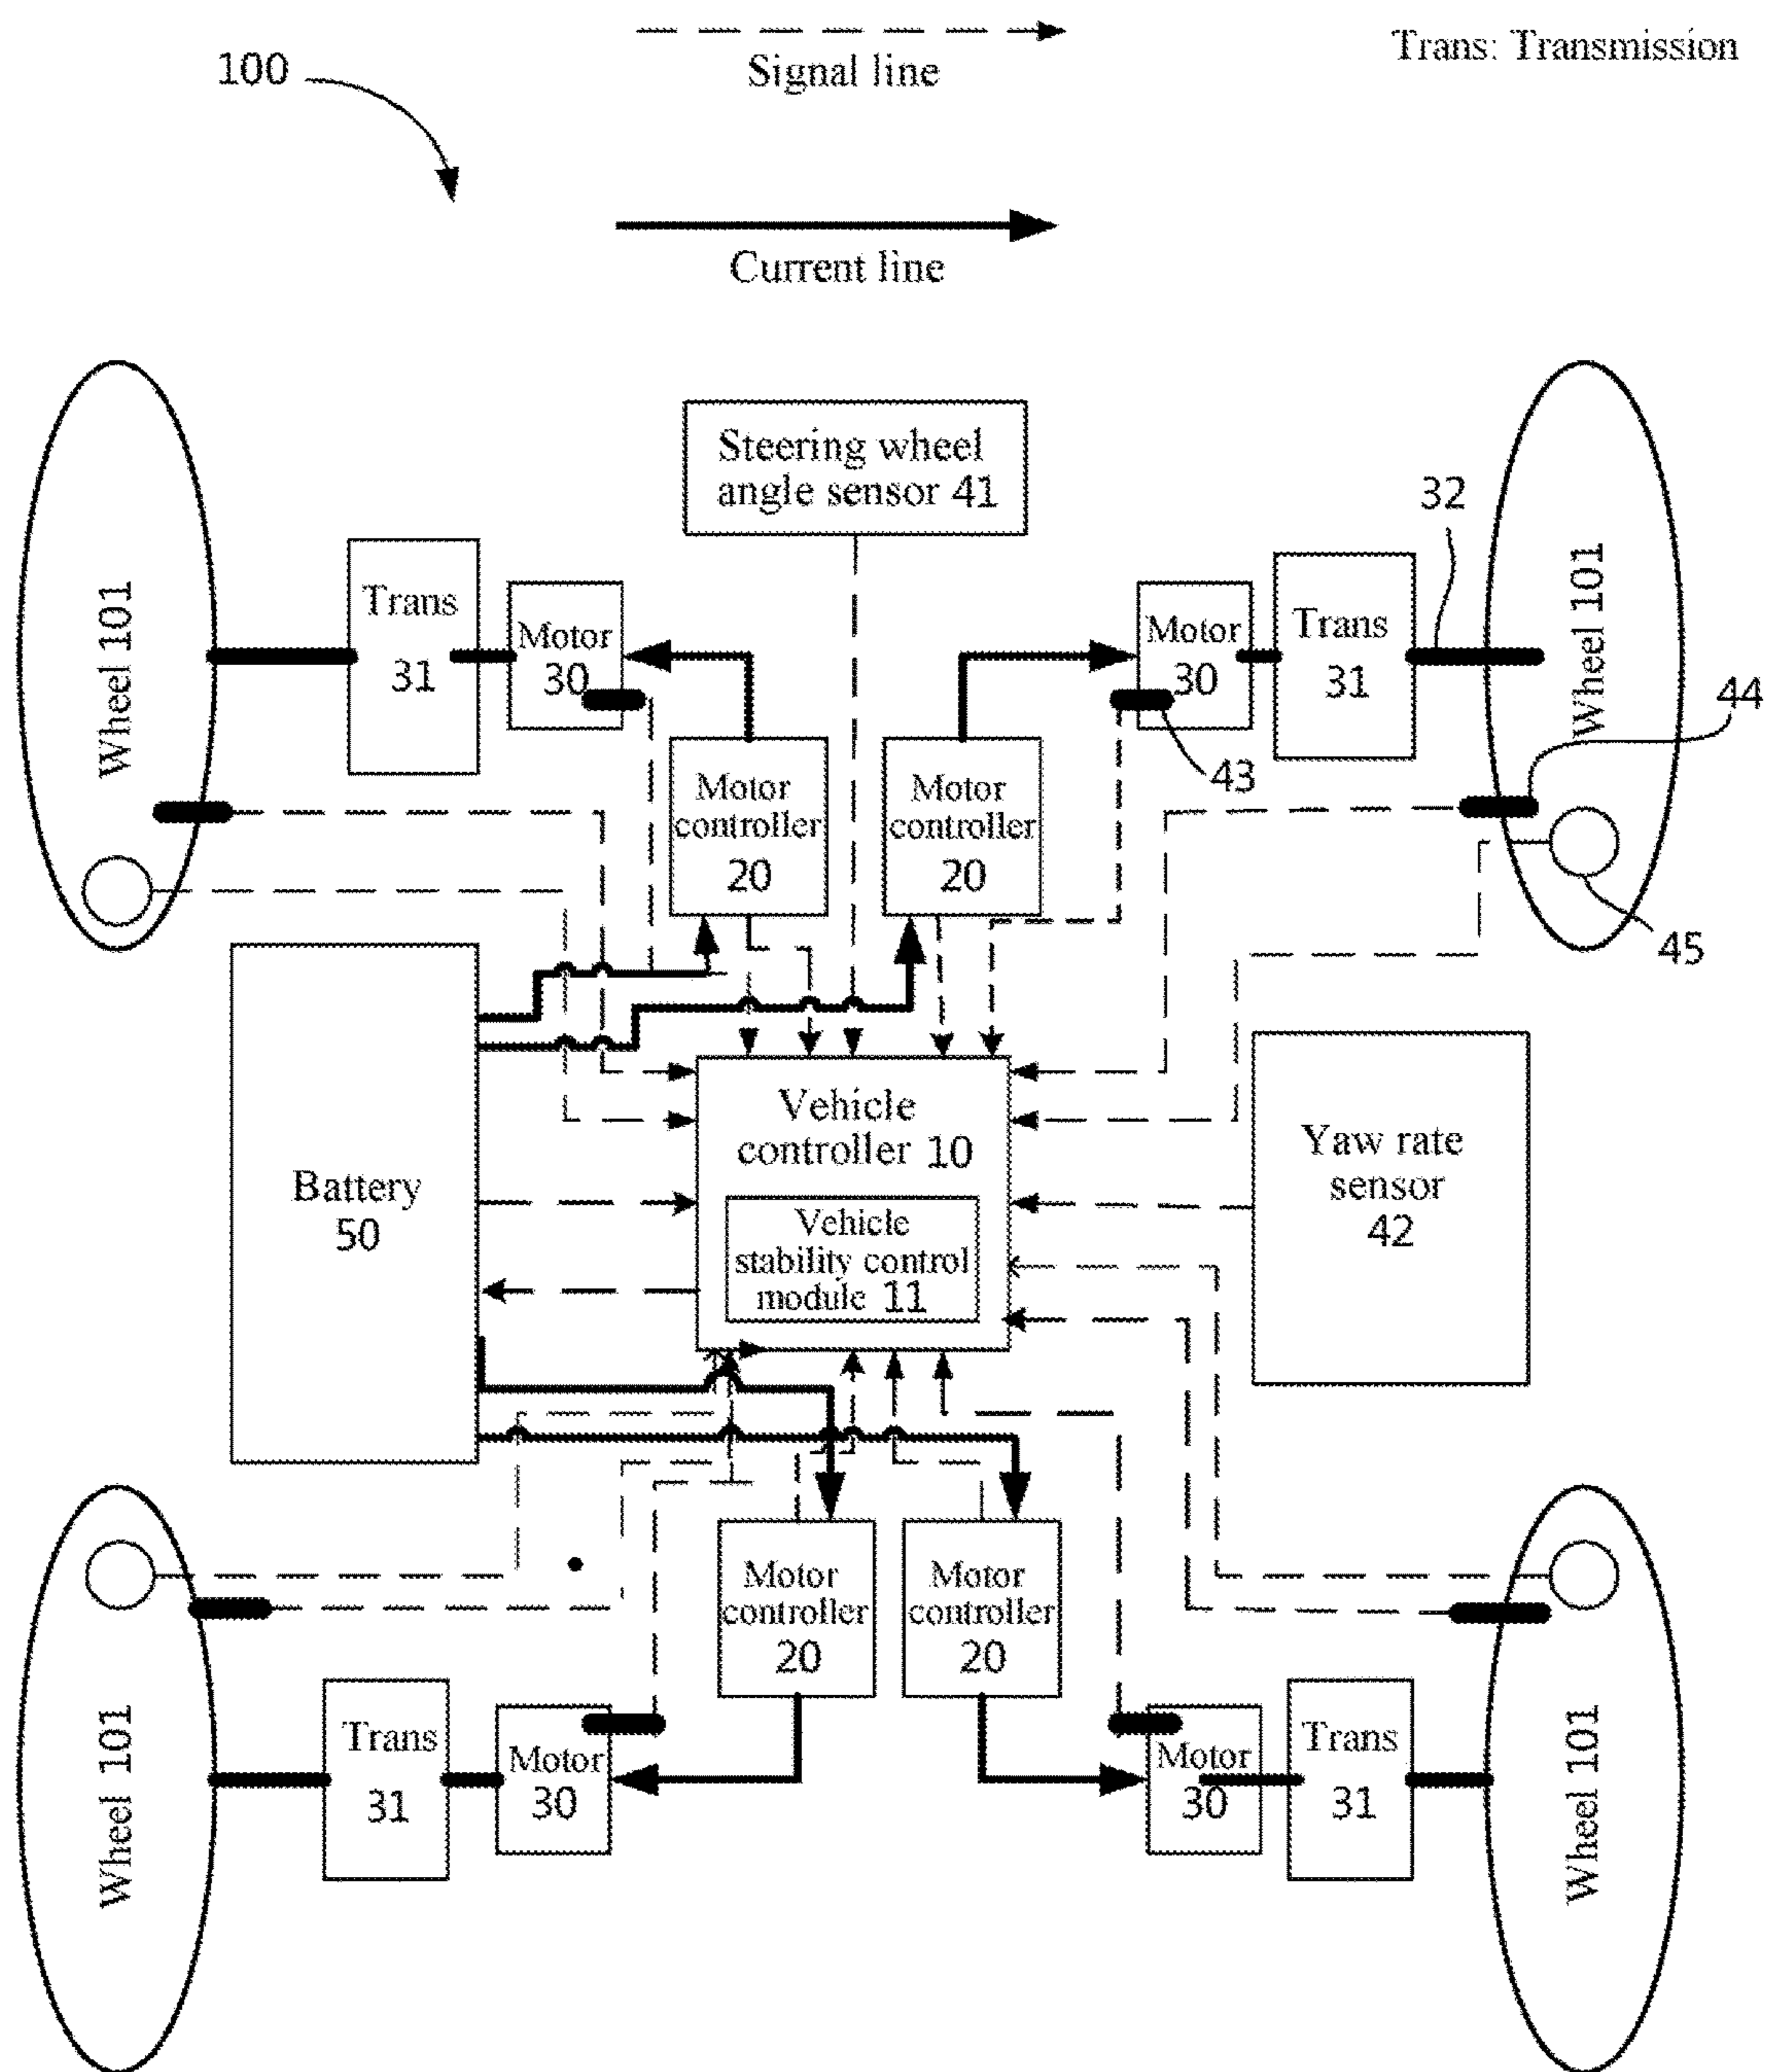 Trans: Transmission
100
Signal line
Current line
Steering wheel
angle sensor 41
32
Wheel 101
Trans
31
Motor
30
Motor
30
Trans
31
Wheel 101
44
43
Motor
controller
20
Motor
controller
20
45
Battery
50
Vehicle
controller 10
Vehicle
stability control
module 11
Yaw rate
sensor
42
Motor
controller
20
Motor
controller
20
Wheel 101
Trans
31
Motor
30
Motor
30
Trans
31
Wheel 101